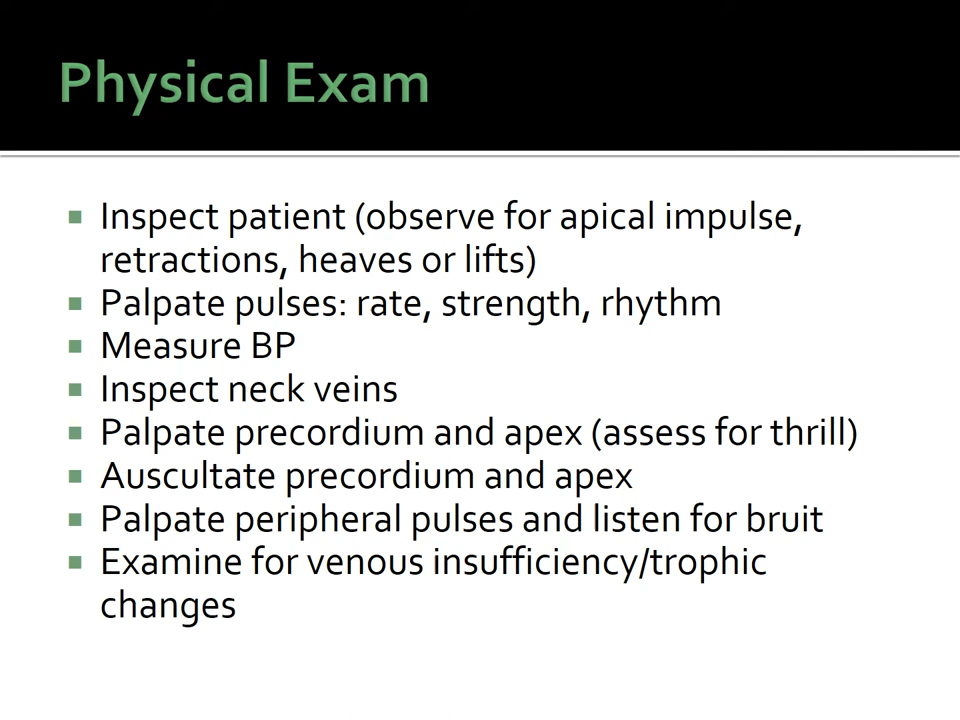 Physical Exam
Inspect patient (observe for apical impulse,
retractions, heaves or lifts)
Palpate pulses: rate, strength, rhythm
Measure BP
Inspect neck veins
Palpate precordium and apex (assess for thrill)
Auscultate precordium and apex
Palpate peripheral pulses and listen for bruit
Examine for venous insufficiency/trophic
changes